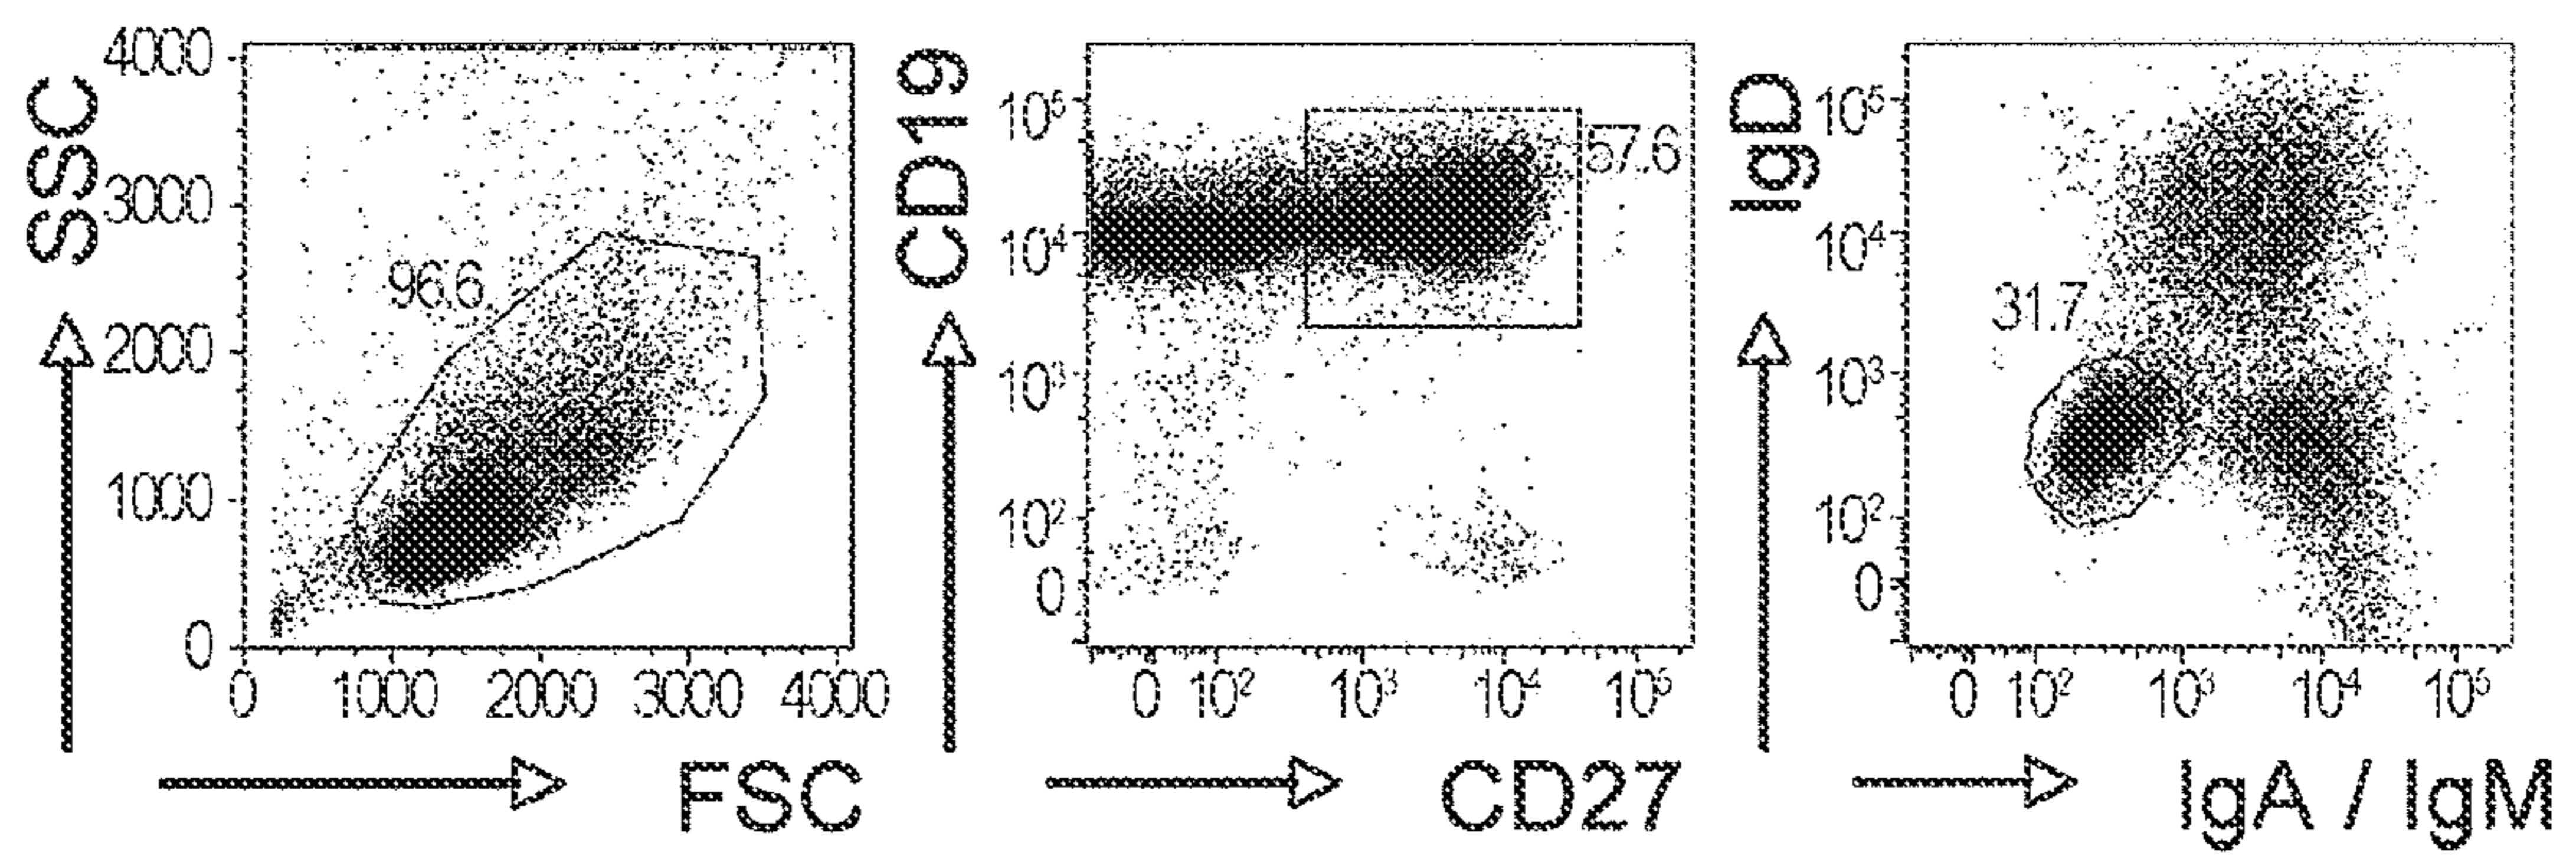 SSC
4000
3000
2000
1000
0
96.6
0 1000 2000 3000 4000
FSC
CD19
10⁵
10⁴
10³
10²
0
57.6
0 10² 10³ 10⁴ 10⁵
CD27
IgD
10⁵
10⁴
10³
10²
0
31.7
0 10² 10³ 10⁴ 10⁵
IgA / IgM